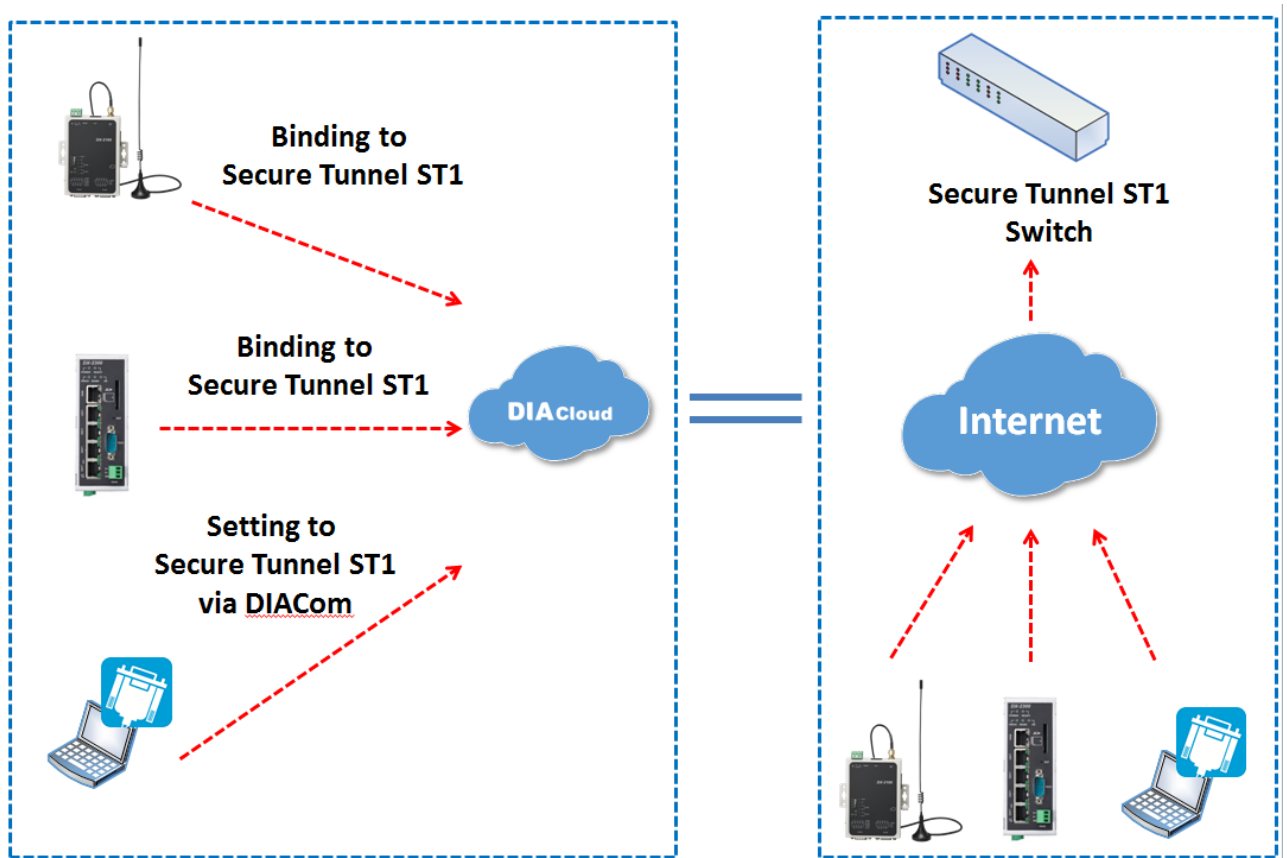 Binding to
Secure Tunnel ST1
Binding to
Secure Tunnel ST1
DIACloud
Setting to
Secure Tunnel ST1
via DIACom
Secure Tunnel ST1
Switch
Internet